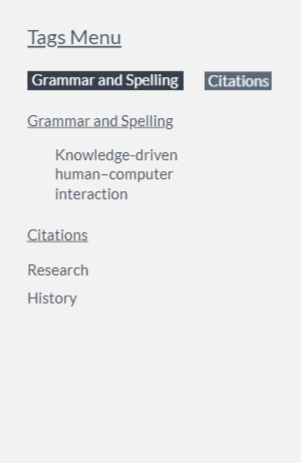 Tags Menu
Grammar and Spelling Citations
Grammar and Spelling
Knowledge-driven
human–computer
interaction
Citations
Research
History